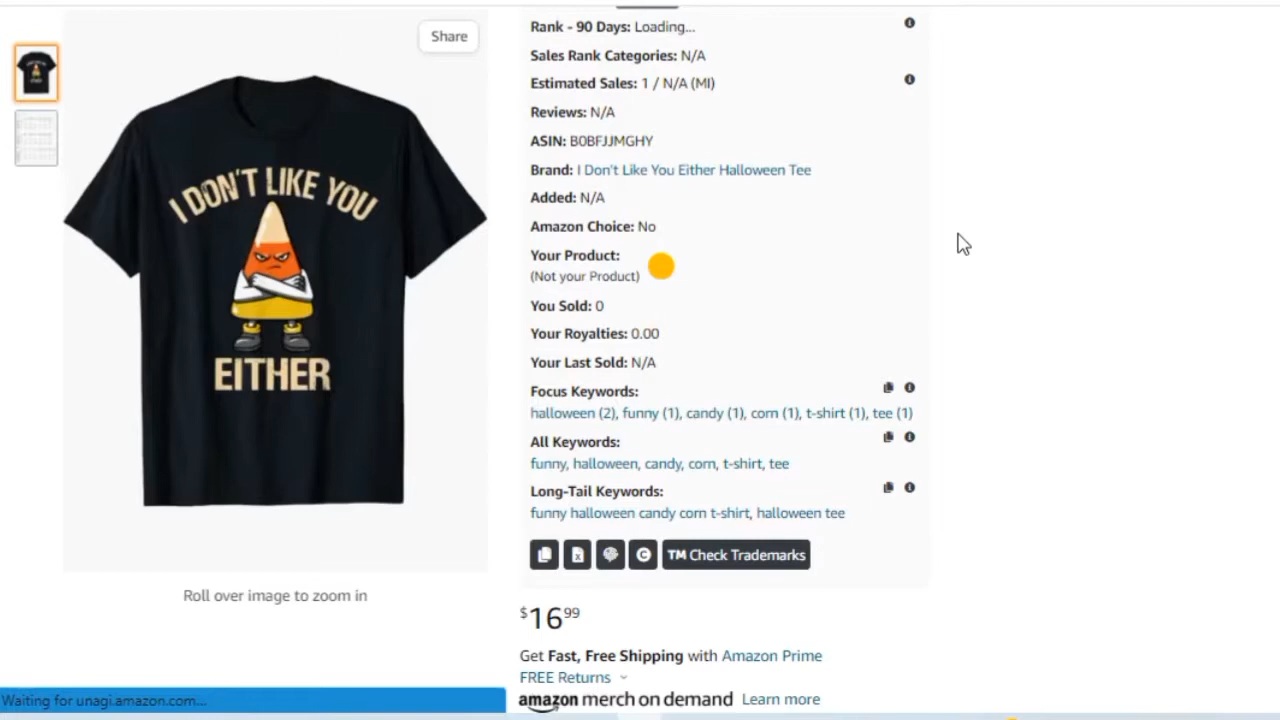 Share
I DON'T LIKE YOU
EITHER
Roll over image to zoom in
Rank - 90 Days: Loading...
Sales Rank Categories: N/A
Estimated Sales: 1 / N/A (MI)
Reviews: N/A
ASIN: B0BFJJMGHY
Brand: I Don't Like You Either Halloween Tee
Added: N/A
Amazon Choice: No
Your Product:
(Not your Product)
You Sold: 0
Your Royalties: 0.00
Your Last Sold: N/A
Focus Keywords:
halloween (2), funny (1), candy (1), corn (1), t-shirt (1), tee (1)
All Keywords:
funny, halloween, candy, corn, t-shirt, tee
Long-Tail Keywords:
funny halloween candy corn t-shirt, halloween tee
TM Check Trademarks
$16 99
Get Fast, Free Shipping with Amazon Prime
FREE Returns
amazon merch on demand Learn more
Waiting for unagi.amazon.com...